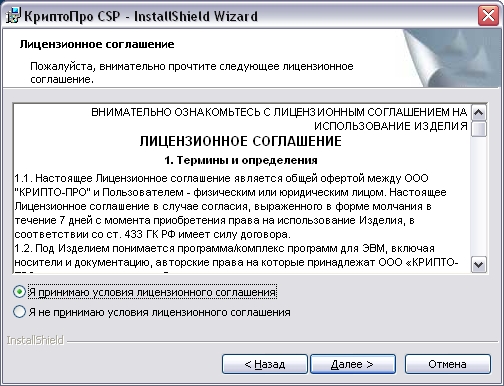 КриптоПро CSP - InstallShield Wizard
Лицензионное соглашение
Пожалуйста, внимательно прочтите следующее лицензионное
соглашение.
ВНИМАТЕЛЬНО ОЗНАКОМЬТЕСЬ С ЛИЦЕНЗИОННЫМ СОГЛАШЕНИЕМ НА
ИСПОЛЬЗОВАНИЕ ИЗДЕЛИЯ
ЛИЦЕНЗИОННОЕ СОГЛАШЕНИЕ
1. Термины и определения
1.1. Настоящее Лицензионное соглашение является общей офертой между ООО
"КРИПТО-ПРО" и Пользователем - физическим или юридическим лицом. Настоящее
Лицензионное соглашение в случае согласия, выраженного в форме молчания в
течение 7 дней с момента приобретения права на использование Изделия, в
соответствии со ст. 433 ГК РФ имеет силу договора.
1.2. Под Изделием понимается программа/комплекс программ для ЭВМ, включая
носители и документацию, авторские права на которые принадлежат ООО «КРИПТО-
Я принимаю условия лицензионного соглашения
Я не принимаю условия лицензионного соглашения
InstallShield
< Назад
Далее >
Отмена